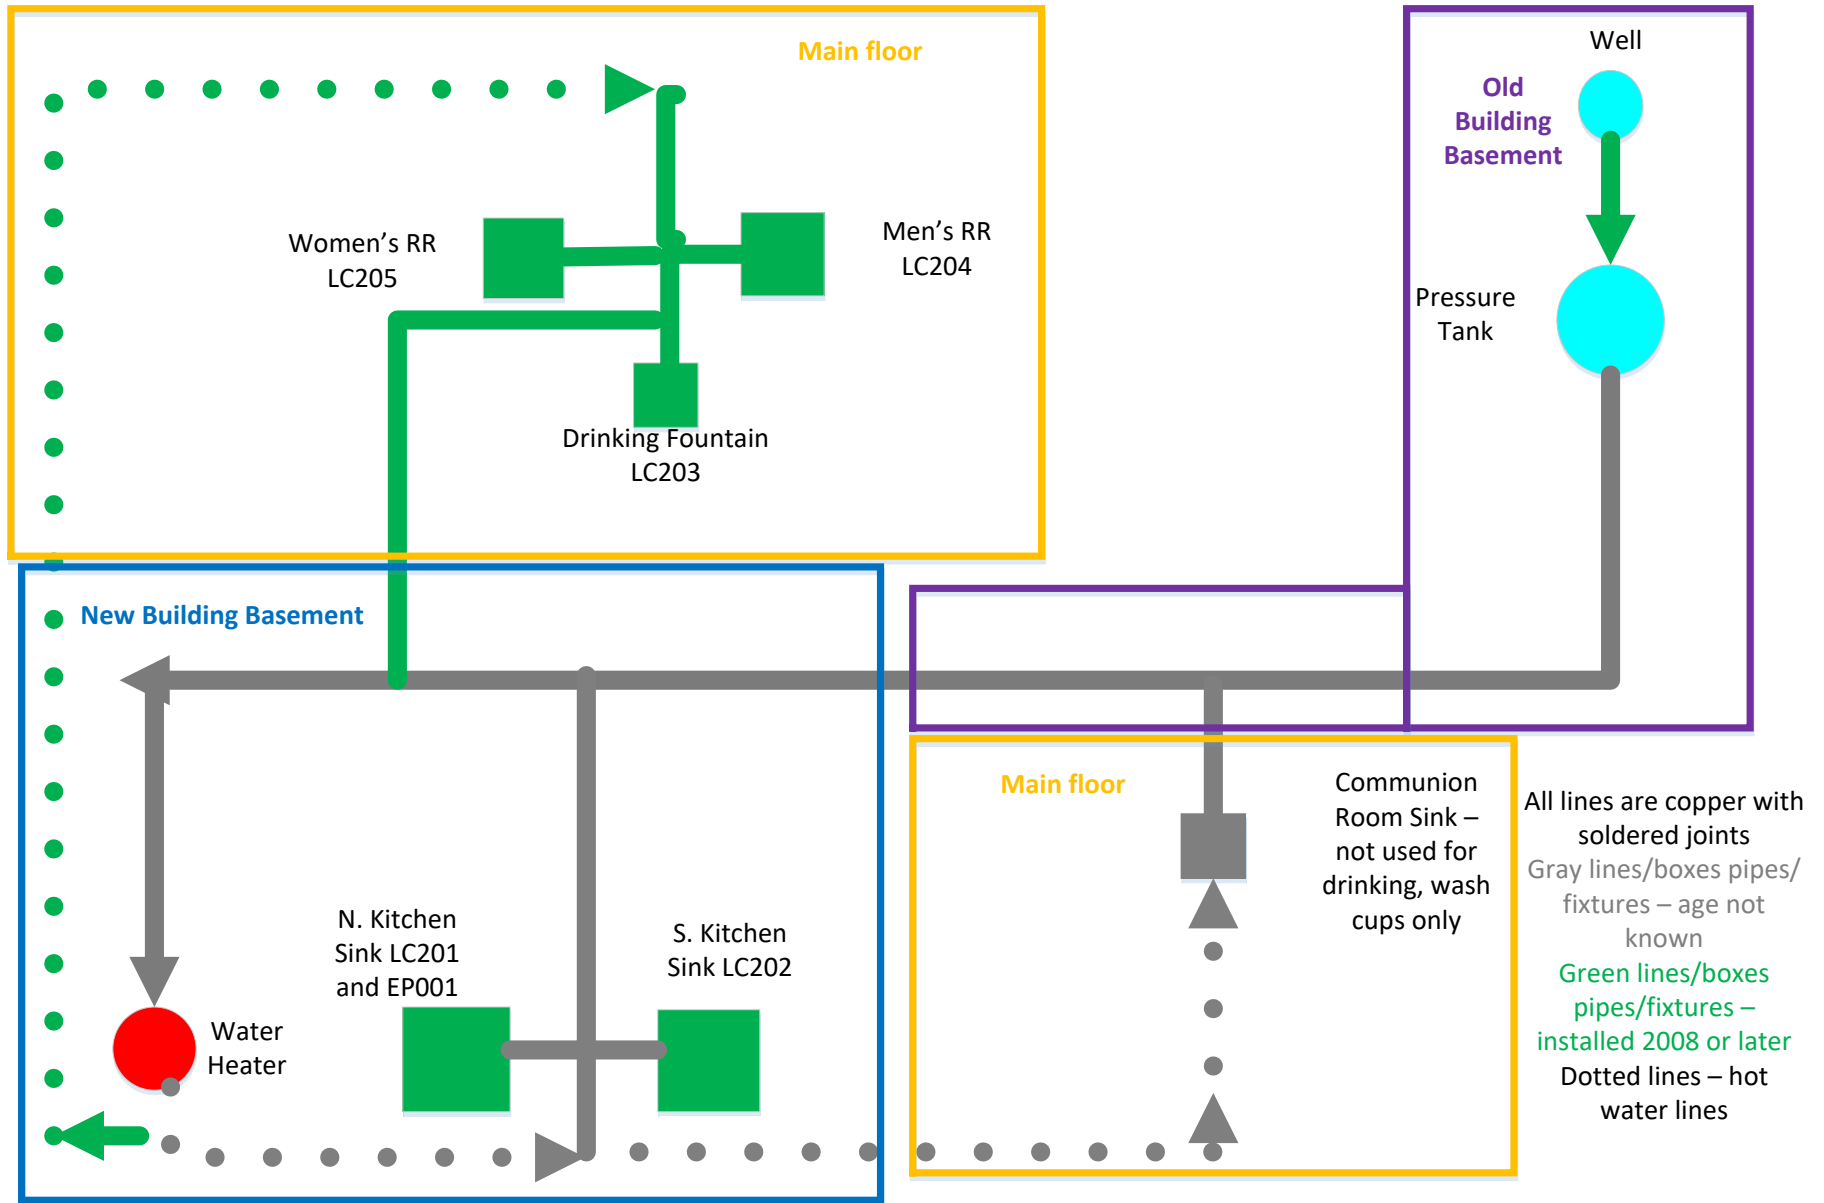 Main floor
Well
Old
Building
Basement
Women's RR
LC205
Men's RR
LC204
Pressure
Tank
Drinking Fountain
LC203
New Building Basement
Main floor
Communion
Room Sink –
not used for
drinking, wash
cups only
All lines are copper with
soldered joints
Gray lines/boxes pipes/
fixtures – age not
known
Green lines/boxes
pipes/fixtures –
installed 2008 or later
Dotted lines – hot
water lines
N. Kitchen
Sink LC201
and EP001
S. Kitchen
Sink LC202
Water
Heater